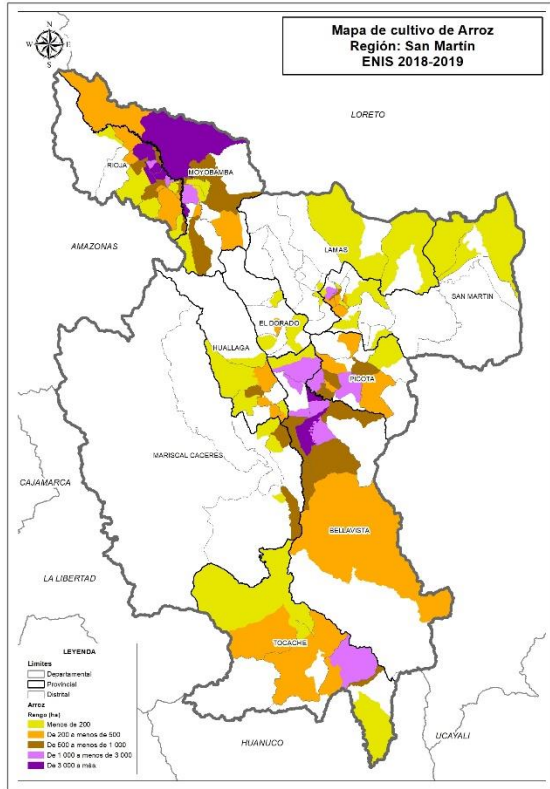 Mapa de cultivo de Arroz
Región: San Martín
ENIS 2018-2019
N
W E
S
LORETO
RIOJA
MOYOBAMBA
AMAZONAS
LAMAS
SAN MARTIN
EL DORADO
HUALLAGA
PICOTA
MARISCAL CACERES
CAJAMARCA
BELLAVISTA
LA LIBERTAD
TOCACHE
HUANUCO
UCAYALI
LEYENDA
Límites
Departamental
Provincial
Distrital
Arroz
Rango (ha)
Menos de 200
De 200 a menos de 500
De 500 a menos de 1 000
De 1 000 a menos de 3 000
De 3 000 a más